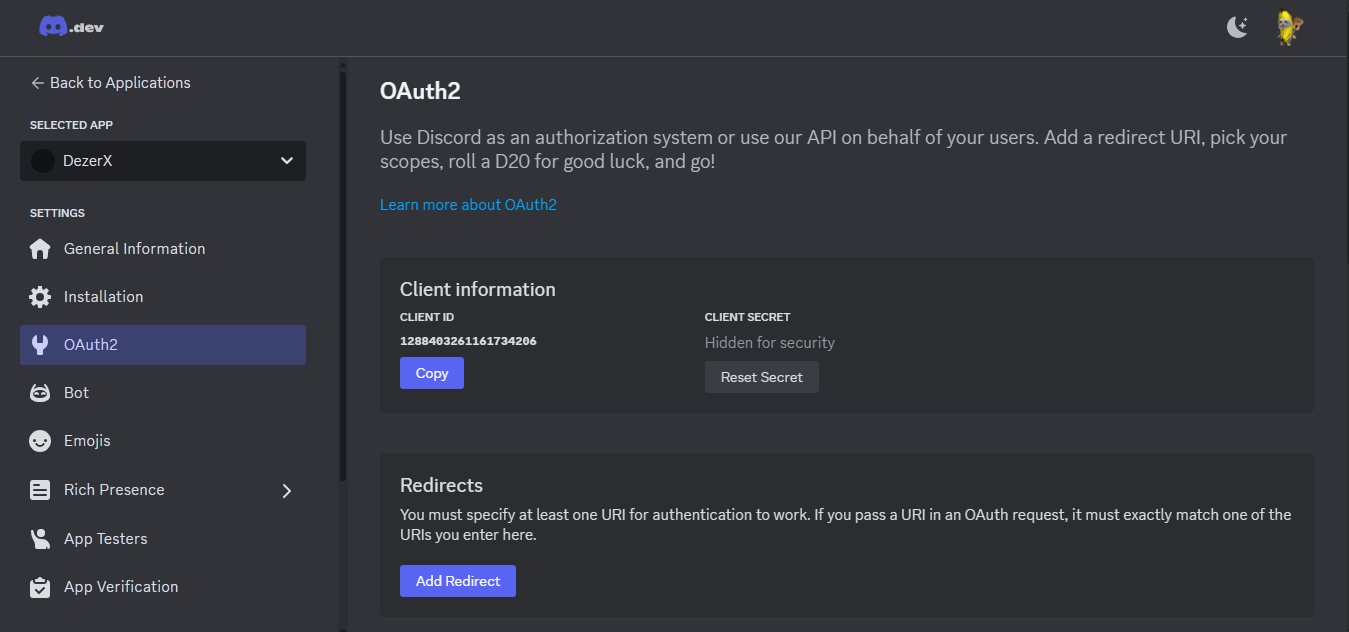 .dev
Back to Applications
SELECTED APP
DezerX
SETTINGS
General Information
Installation
OAuth2
Bot
Emojis
Rich Presence
App Testers
App Verification
OAuth2
Use Discord as an authorization system or use our API on behalf of your users. Add a redirect URI, pick your
scopes, roll a D20 for good luck, and go!
Learn more about OAuth2
Client information
CLIENT ID
1288403261161734206
Copy
CLIENT SECRET
Hidden for security
Reset Secret
Redirects
You must specify at least one URI for authentication to work. If you pass a URI in an OAuth request, it must exactly match one of the
URIs you enter here.
Add Redirect